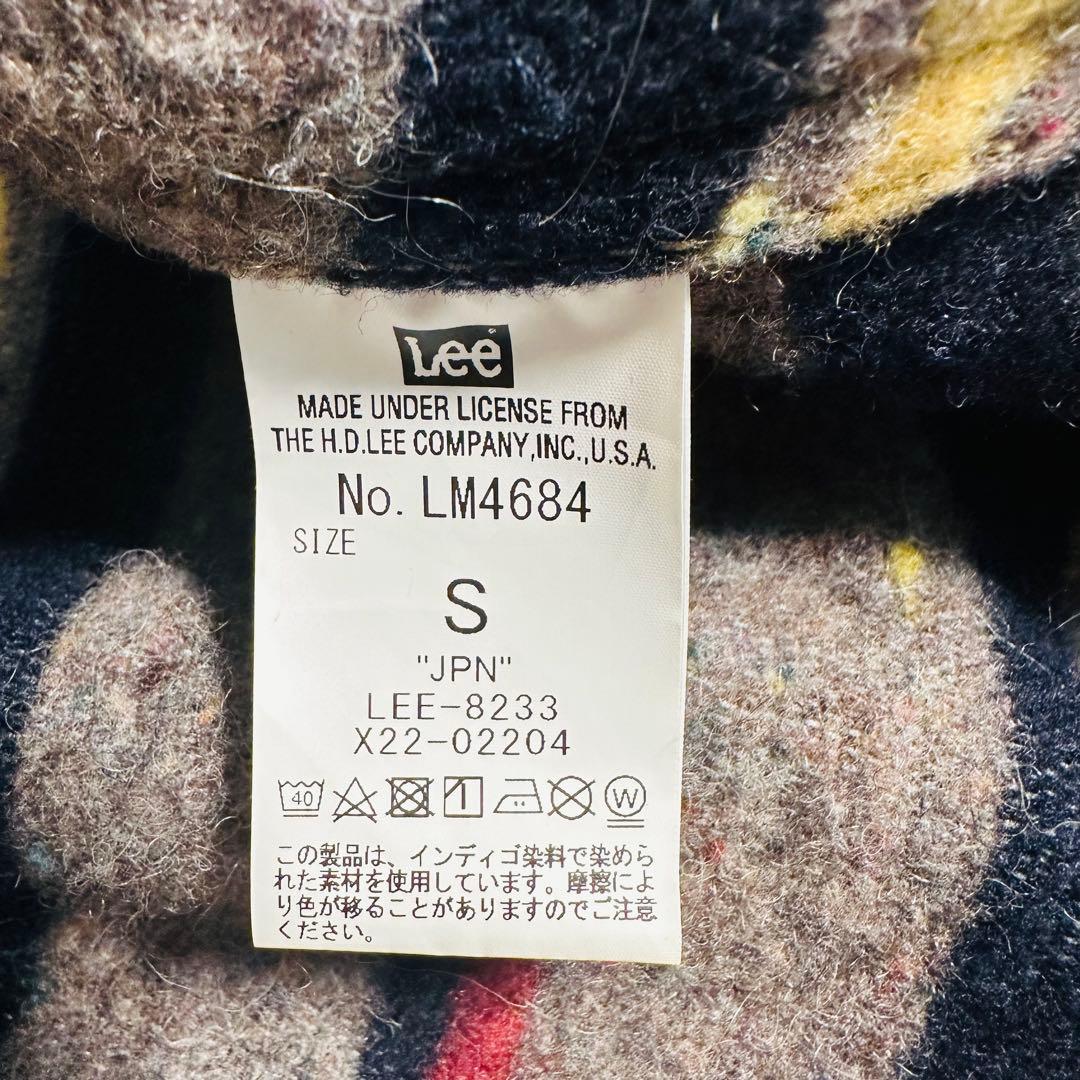 Lee
MADE UNDER LICENSE FROM
THE H.D.LEE COMPANY,INC.,U.S.A.
No. LM4684
SIZE
S
"JPN"
LEE-8233
X22-02204
40 1 W
この製品は、インディゴ染料で染めら
れた素材を使用しています。摩擦によ
り色が移ることがありますのでご注意
ください。